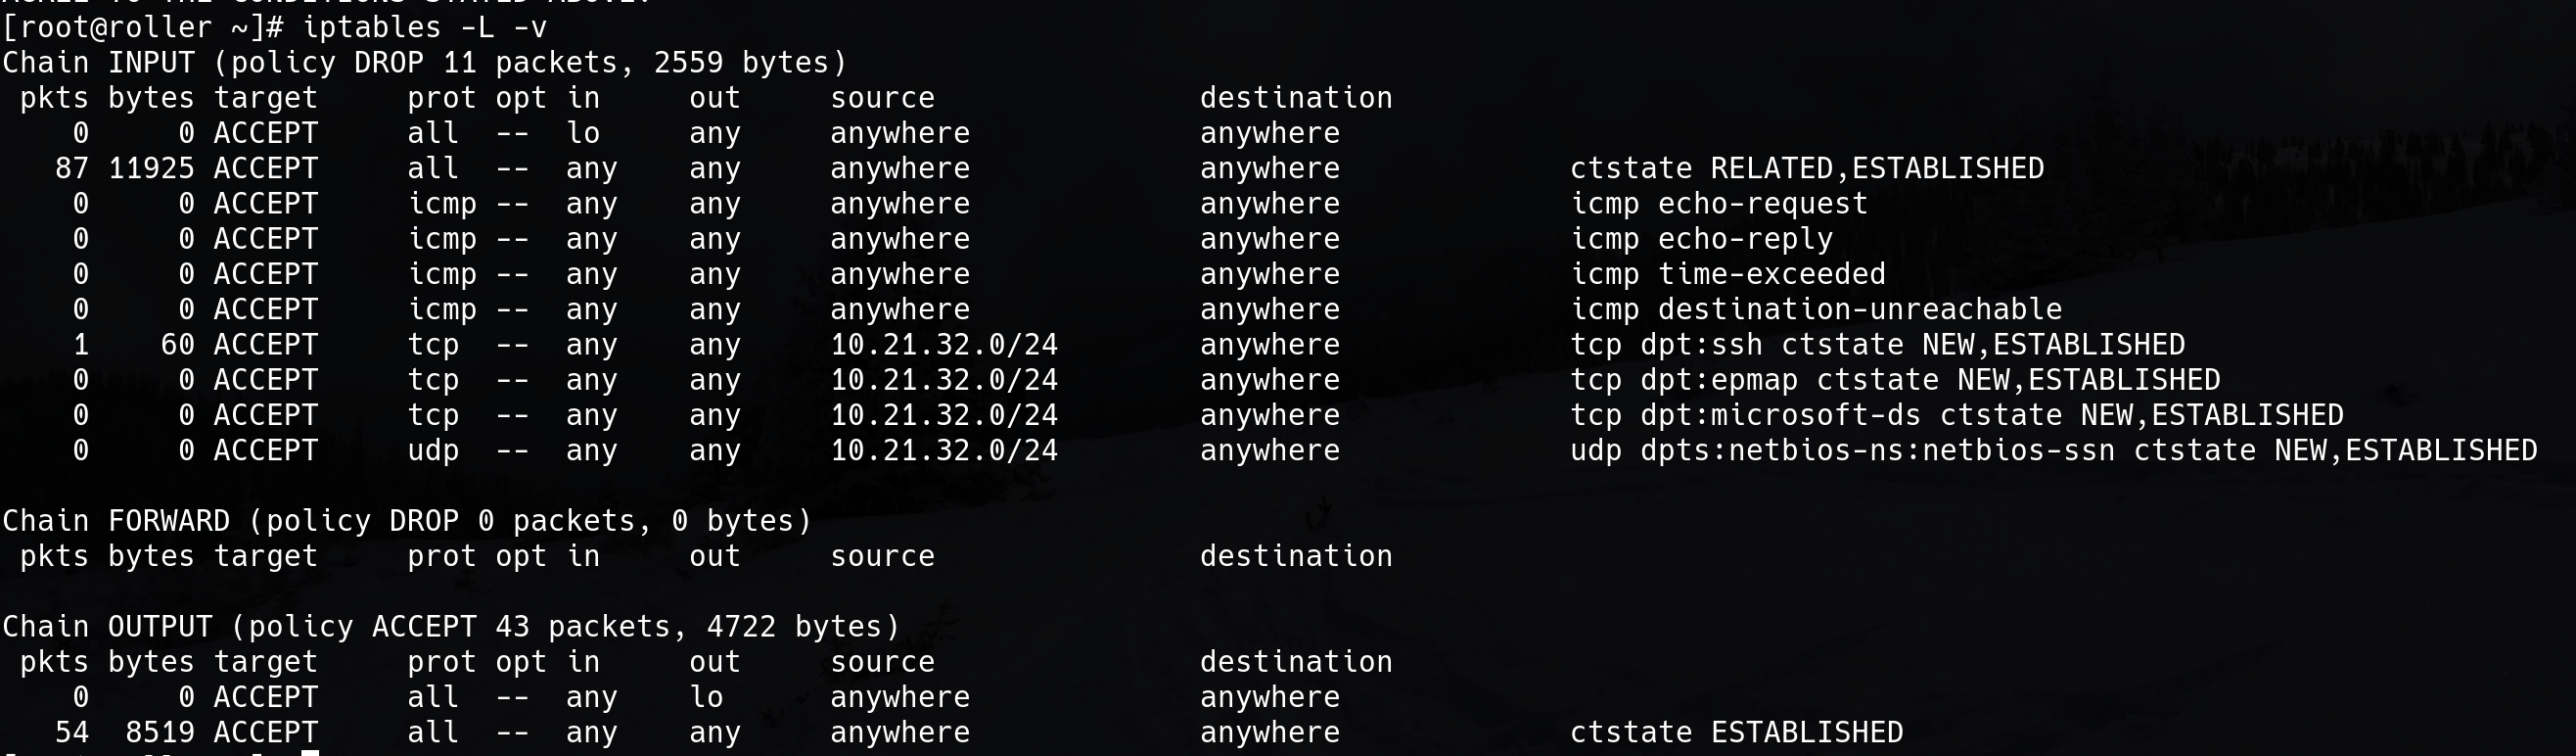 [root@roller ~]# iptables -L -v
Chain INPUT (policy DROP 11 packets, 2559 bytes)
 pkts bytes target     prot opt in     out     source               destination
    0     0 ACCEPT     all  --  lo     any     anywhere             anywhere
   87 11925 ACCEPT     all  --  any    any     anywhere             anywhere             ctstate RELATED,ESTABLISHED
    0     0 ACCEPT     icmp --  any    any     anywhere             anywhere             icmp echo-request
    0     0 ACCEPT     icmp --  any    any     anywhere             anywhere             icmp echo-reply
    0     0 ACCEPT     icmp --  any    any     anywhere             anywhere             icmp time-exceeded
    0     0 ACCEPT     icmp --  any    any     anywhere             anywhere             icmp destination-unreachable
    1    60 ACCEPT     tcp  --  any    any     10.21.32.0/24        anywhere             tcp dpt:ssh ctstate NEW,ESTABLISHED
    0     0 ACCEPT     tcp  --  any    any     10.21.32.0/24        anywhere             tcp dpt:epmap ctstate NEW,ESTABLISHED
    0     0 ACCEPT     tcp  --  any    any     10.21.32.0/24        anywhere             tcp dpt:microsoft-ds ctstate NEW,ESTABLISHED
    0     0 ACCEPT     udp  --  any    any     10.21.32.0/24        anywhere             udp dpts:netbios-ns:netbios-ssn ctstate NEW,ESTABLISHED

Chain FORWARD (policy DROP 0 packets, 0 bytes)
 pkts bytes target     prot opt in     out     source               destination

Chain OUTPUT (policy ACCEPT 43 packets, 4722 bytes)
 pkts bytes target     prot opt in     out     source               destination
    0     0 ACCEPT     all  --  any    lo      anywhere             anywhere
   54  8519 ACCEPT     all  --  any    any     anywhere             anywhere             ctstate ESTABLISHED